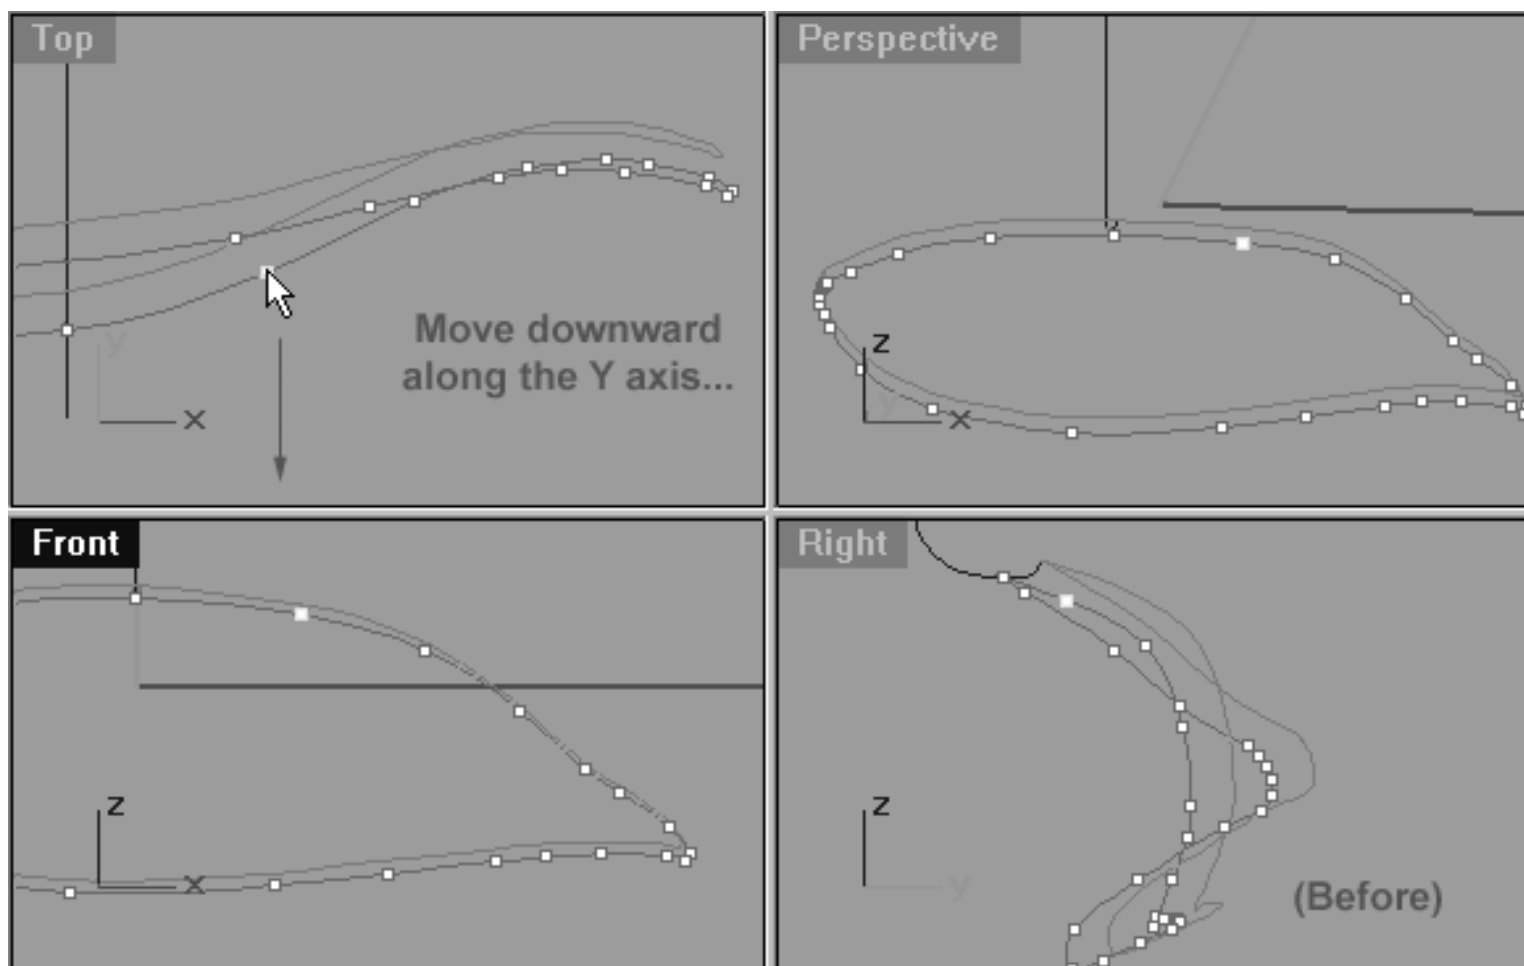 Top
Perspective
Move downward
along the Y axis...
y
x
z
y
x
Front
Right
z
x
z
y
(Before)